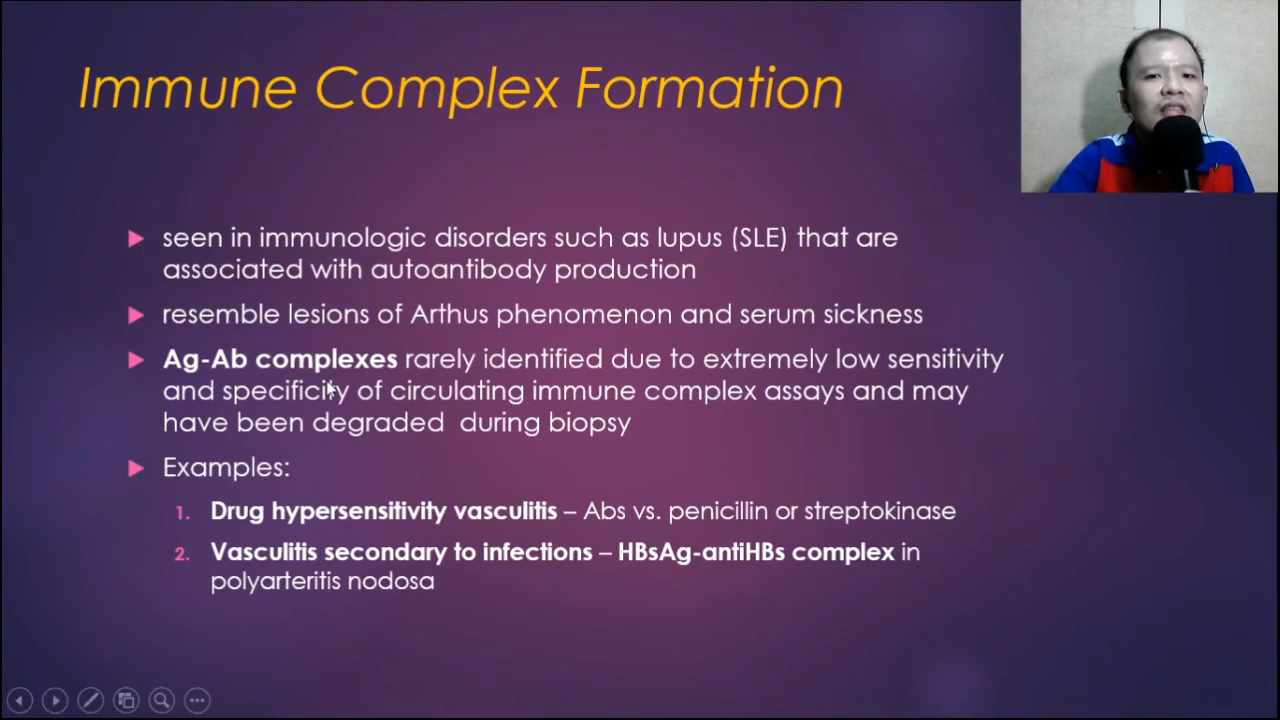 Immune Complex Formation
seen in immunologic disorders such as lupus (SLE) that are
associated with autoantibody production
resemble lesions of Arthus phenomenon and serum sickness
Ag-Ab complexes rarely identified due to extremely low sensitivity
and specificity of circulating immune complex assays and may
have been degraded during biopsy
Examples:
1. Drug hypersensitivity vasculitis – Abs vs. penicillin or streptokinase
2. Vasculitis secondary to infections – HBsAg-antiHBs complex in
polyarteritis nodosa